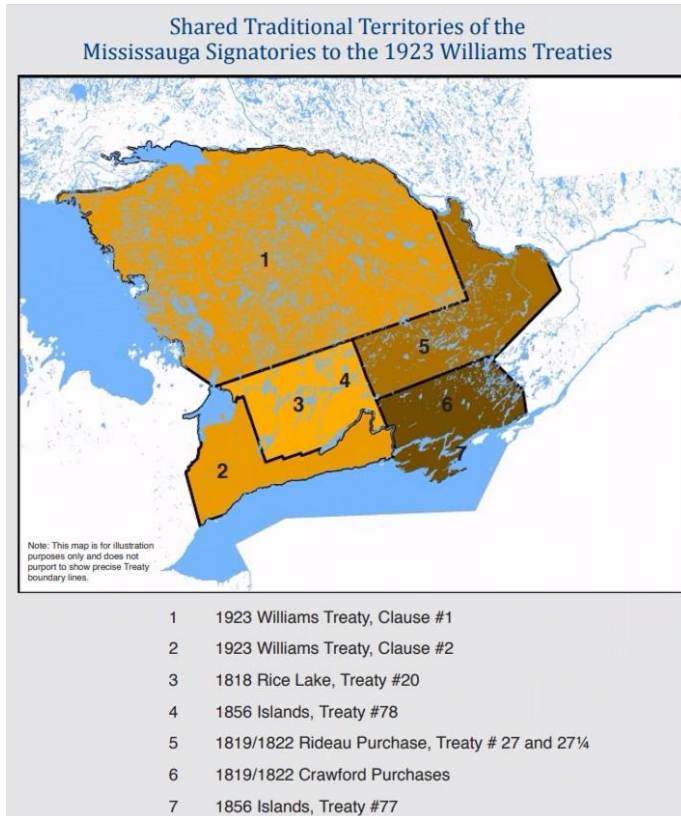 Shared Traditional Territories of the
Mississauga Signatories to the 1923 Williams Treaties
1
5
4
3
6
7
2
Note: This map is for illustration
purposes only and does not
purport to show precise Treaty
boundary lines.
1 1923 Williams Treaty, Clause #1
2 1923 Williams Treaty, Clause #2
3 1818 Rice Lake, Treaty #20
4 1856 Islands, Treaty #78
5 1819/1822 Rideau Purchase, Treaty # 27 and 27¼
6 1819/1822 Crawford Purchases
7 1856 Islands, Treaty #77